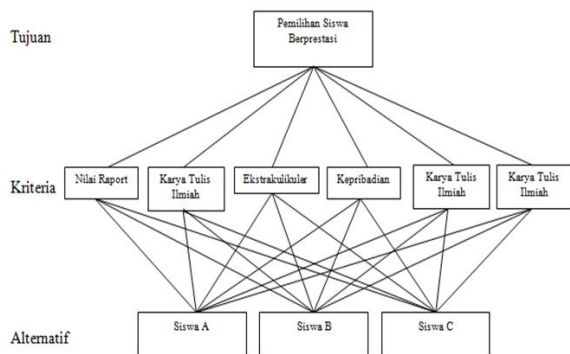 Tujuan
Pemilihan Siswa
Berprestasi
Kriteria
Nilai Raport
Karya Tulis
Ilmiah
Ekstrakulikuler
Kepribadian
Karya Tulis
Ilmiah
Karya Tulis
Ilmiah
Alternatif
Siswa A
Siswa B
Siswa C